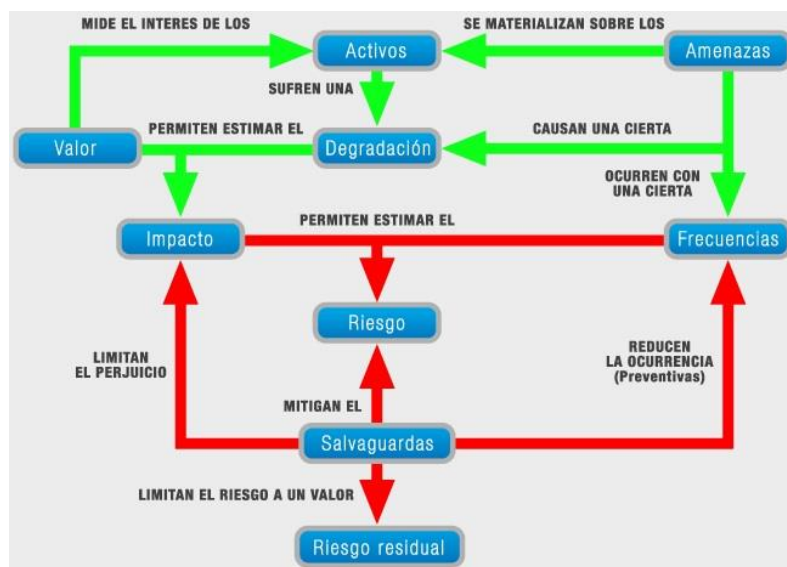 MIDE EL INTERES DE LOS
SE MATERIALIZAN SOBRE LOS
Activos
Amenazas
SUFREN UNA
PERMITEN ESTIMAR EL
CAUSAN UNA CIERTA
Valor
Degradación
OCURREN CON
UNA CIERTA
PERMITEN ESTIMAR EL
Impacto
Frecuencias
Riesgo
LIMITAN
EL PERJUICIO
REDUCEN
LA OCURRENCIA
(Preventivas)
MITIGAN EL
Salvaguardas
LIMITAN EL RIESGO A UN VALOR
Riesgo residual